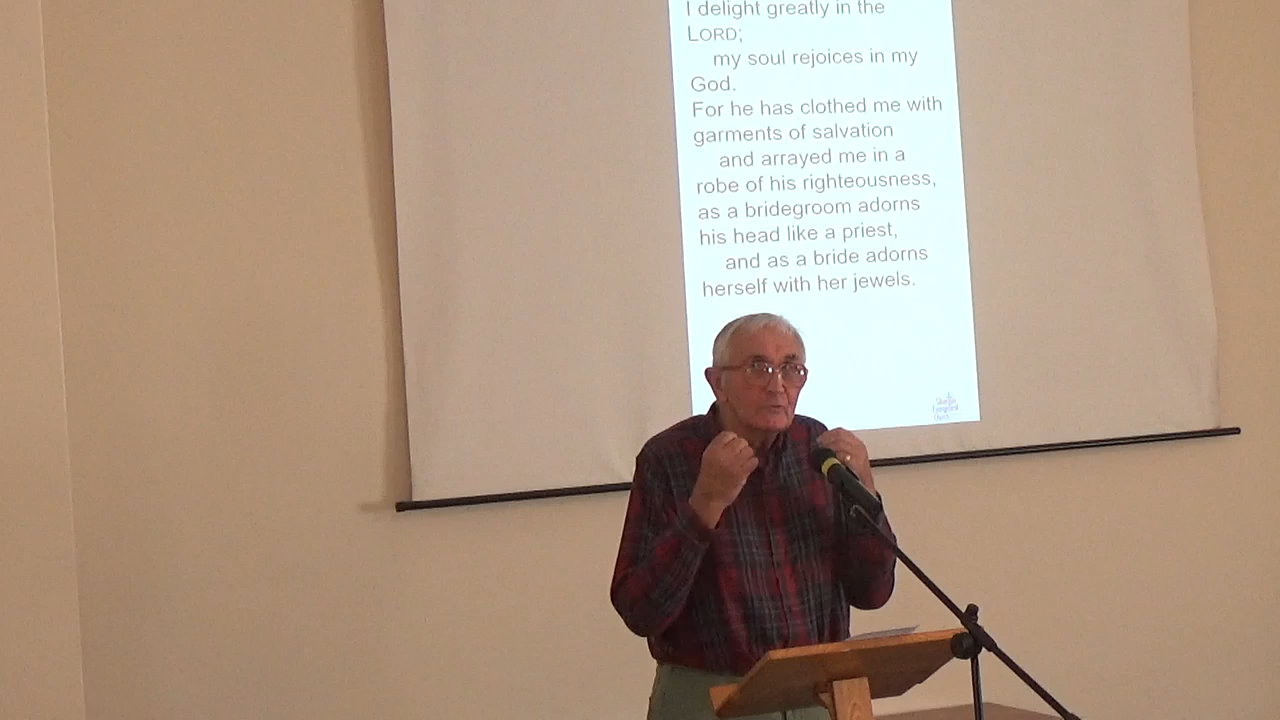 I delight greatly in the
LORD;
my soul rejoices in my
God.
For he has clothed me with
garments of salvation
and arrayed me in a
robe of his righteousness,
as a bridegroom adorns
his head like a priest,
and as a bride adorns
herself with her jewels.
Evangelical
Church